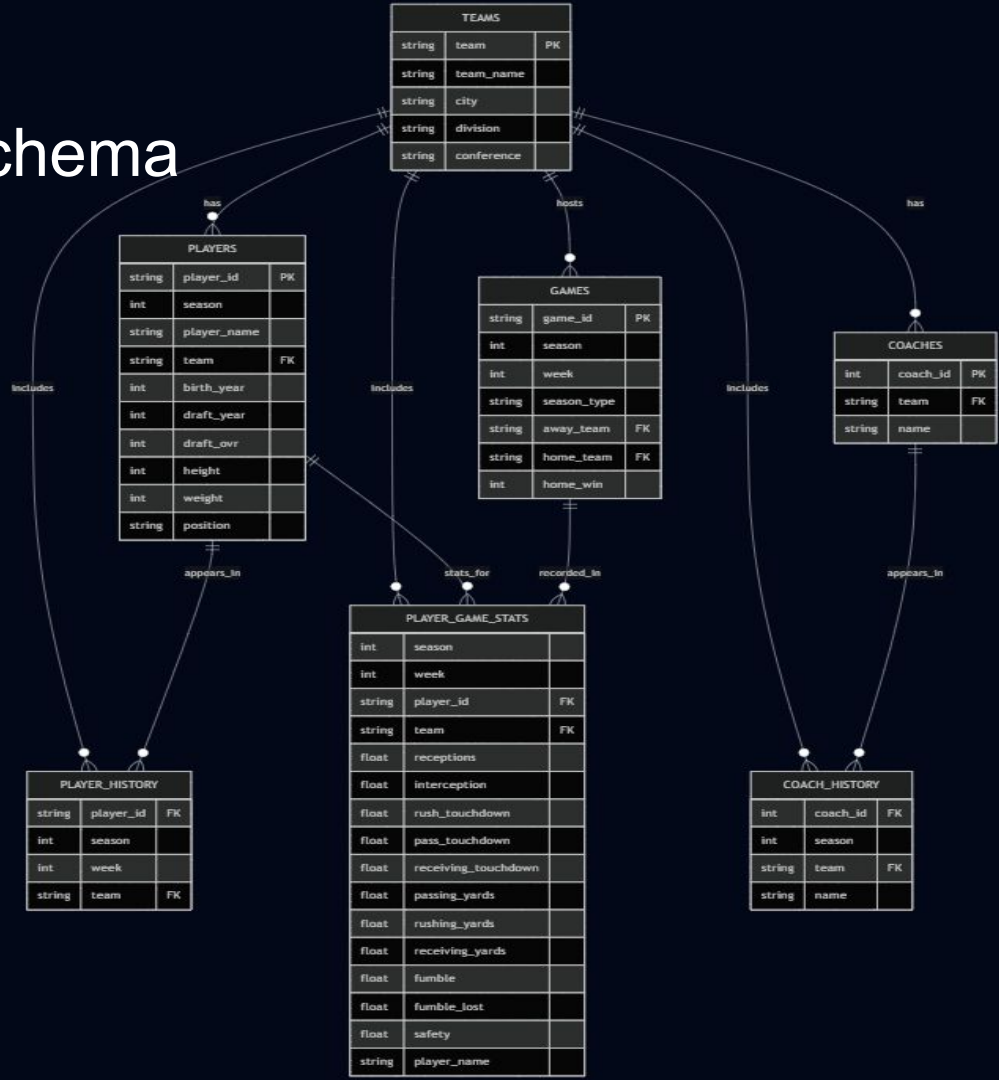 chema
TEAMS
string team PK
string team_name
string city
string division
string conference
has
hosts
has
PLAYERS
string player_id PK
int season
string player_name
string team FK
int birth_year
int draft_year
int draft_ovr
int height
int weight
string position
GAMES
string game_id PK
int season
int week
string season_type
string away_team FK
string home_team FK
int home_win
COACHES
int coach_id PK
string team FK
string name
includes
includes
includes
appears_in
stats_for
recorded_in
appears_in
PLAYER_GAME_STATS
int season
int week
string player_id FK
string team FK
float receptions
float interception
float rush_touchdown
float pass_touchdown
float receiving_touchdown
float passing_yards
float rushing_yards
float receiving_yards
float fumble
float fumble_lost
float safety
string player_name
PLAYER_HISTORY
string player_id FK
int season
int week
string team FK
COACH_HISTORY
int coach_id FK
int season
string team FK
string name